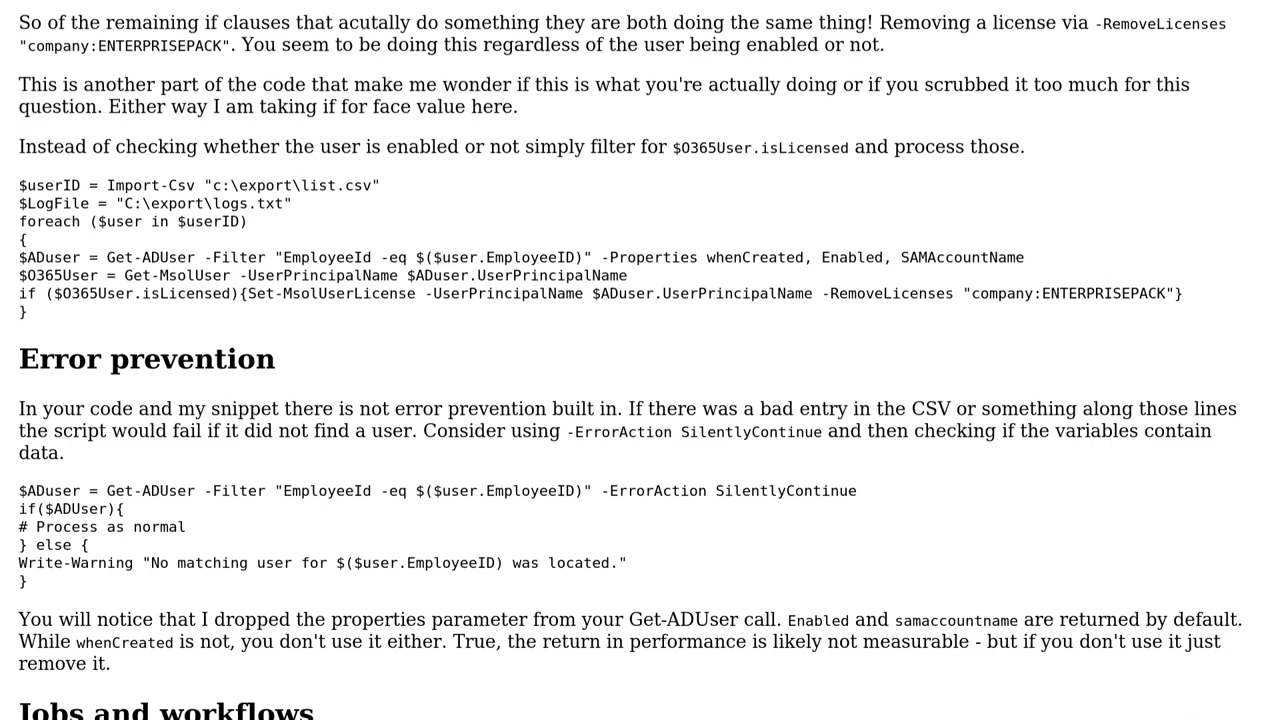 So of the remaining if clauses that acutally do something they are both doing the same thing! Removing a license via -RemoveLicenses
"company:ENTERPRISEPACK". You seem to be doing this regardless of the user being enabled or not.
This is another part of the code that make me wonder if this is what you're actually doing or if you scrubbed it too much for this
question. Either way I am taking if for face value here.
Instead of checking whether the user is enabled or not simply filter for $O365User.isLicensed and process those.
$userID = Import-Csv "c:\export\list.csv"
$LogFile = "C:\export\logs.txt"
foreach ($user in $userID)
{
$ADuser = Get-ADUser -Filter "EmployeeId -eq $($user.EmployeeID)" -Properties whenCreated, Enabled, SAMAccountName
$O365User = Get-MsolUser -UserPrincipalName $ADuser.UserPrincipalName
if ($O365User.isLicensed){Set-MsolUserLicense -UserPrincipalName $ADuser.UserPrincipalName -RemoveLicenses "company:ENTERPRISEPACK"}
}
Error prevention
In your code and my snippet there is not error prevention built in. If there was a bad entry in the CSV or something along those lines
the script would fail if it did not find a user. Consider using -ErrorAction SilentlyContinue and then checking if the variables contain
data.
$ADuser = Get-ADUser -Filter "EmployeeId -eq $($user.EmployeeID)" -ErrorAction SilentlyContinue
if($ADUser){
# Process as normal
} else {
Write-Warning "No matching user for $($user.EmployeeID) was located."
}
You will notice that I dropped the properties parameter from your Get-ADUser call. Enabled and samaccountname are returned by default.
While whenCreated is not, you don't use it either. True, the return in performance is likely not measurable - but if you don't use it just
remove it.
Jobs and workflows